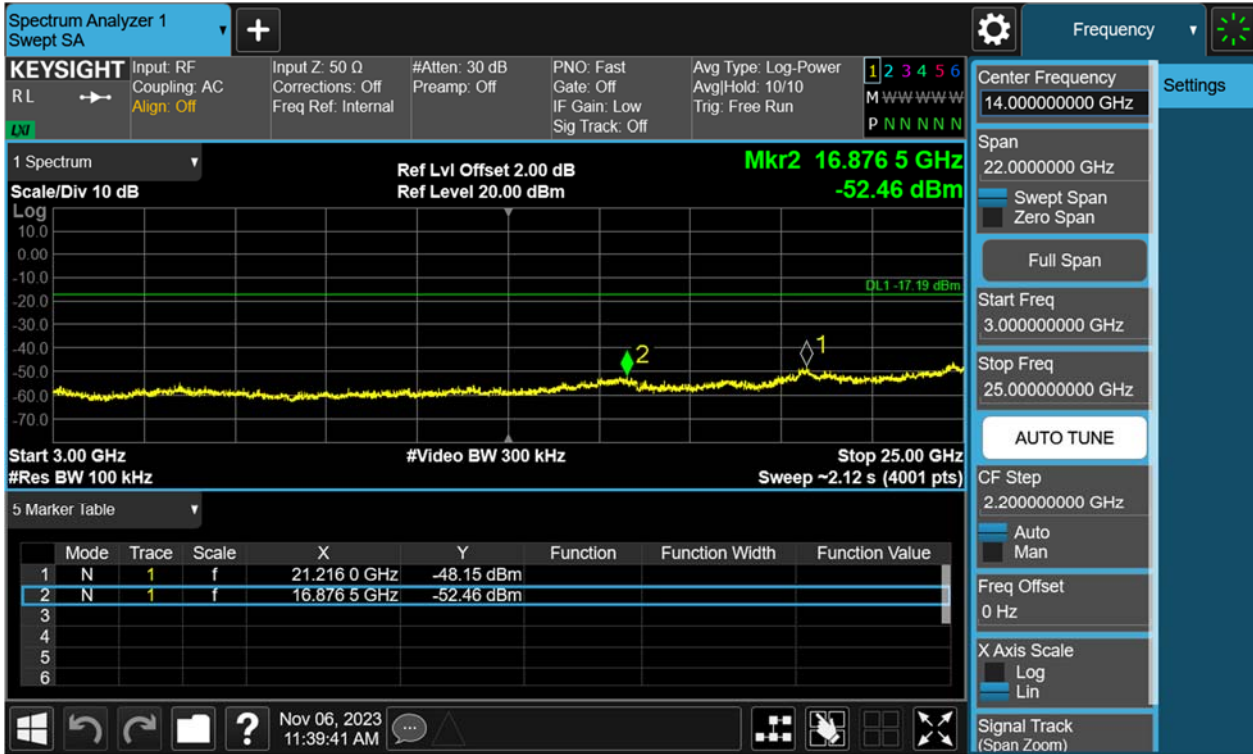 Spectrum Analyzer 1
Swept SA
+
Frequency
KEYSIGHT
RL
LXI
Input: RF
Coupling: AC
Align: Off
Input Z: 50 Ω
Corrections: Off
Freq Ref: Internal
#Atten: 30 dB
Preamp: Off
PNO: Fast
Gate: Off
IF Gain: Low
Sig Track: Off
Avg Type: Log-Power
Avg|Hold: 10/10
Trig: Free Run
1 2 3 4 5 6
M W W W W W
P N N N N N
Center Frequency
14.000000000 GHz
Settings
Span
22.0000000 GHz
Swept Span
Zero Span
Full Span
Start Freq
3.000000000 GHz
Stop Freq
25.000000000 GHz
AUTO TUNE
CF Step
2.200000000 GHz
Auto
Man
Freq Offset
0 Hz
X Axis Scale
Log
Lin
Signal Track
(Span Zoom)
1 Spectrum
Ref Lvl Offset 2.00 dB
Mkr2 16.876 5 GHz
Scale/Div 10 dB
Ref Level 20.00 dBm
-52.46 dBm
Log
10.0
0.00
-10.0
DL1 -17.19 dBm
-20.0
-30.0
-40.0
2
1
-50.0
-60.0
-70.0
Start 3.00 GHz
#Video BW 300 kHz
Stop 25.00 GHz
#Res BW 100 kHz
Sweep ~2.12 s (4001 pts)
5 Marker Table
Mode Trace Scale X Y Function Function Width Function Value
1 N 1 f 21.216 0 GHz -48.15 dBm
2 N 1 f 16.876 5 GHz -52.46 dBm
3
4
5
6
?
Nov 06, 2023
11:39:41 AM